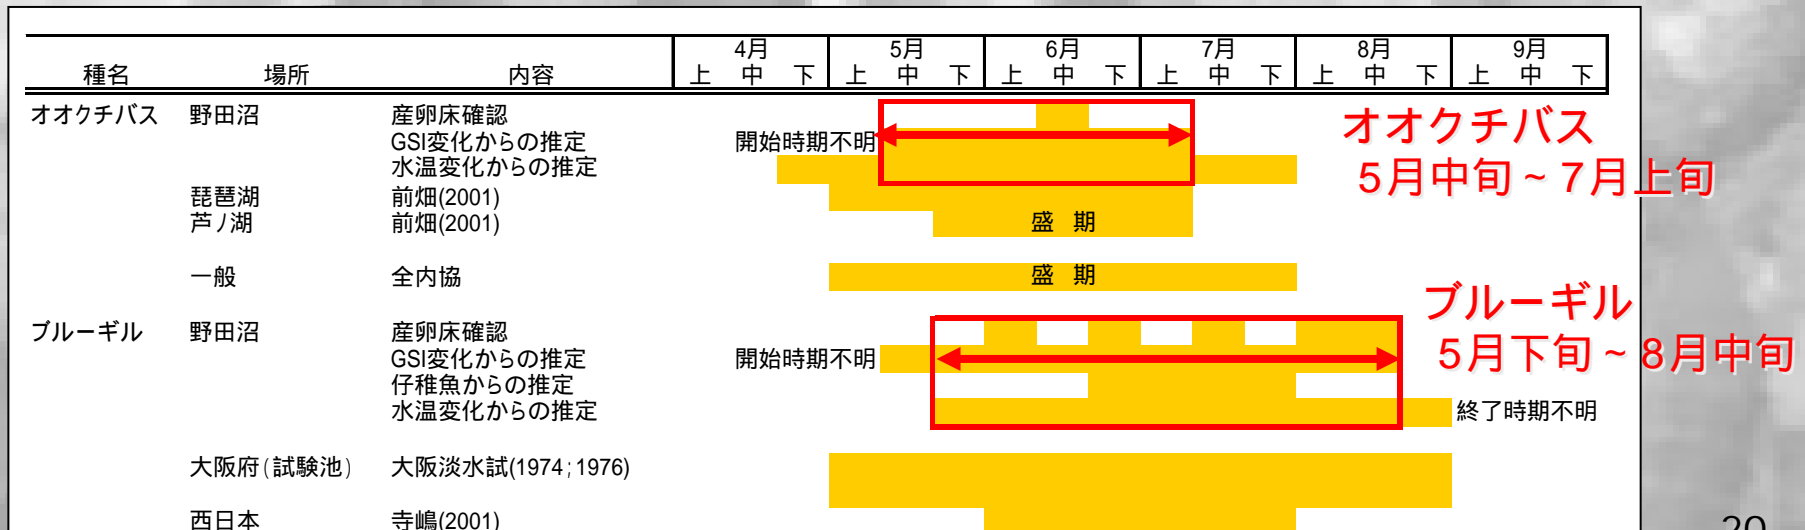 4月 5月 6月 7月 8月 9月
種名 場所 内容 上 中 下 上 中 下 上 中 下 上 中 下 上 中 下 上 中 下
オオクチバス 野田沼 産卵床確認
GSI変化からの推定 開始時期不明
水温変化からの推定
琵琶湖 前畑(2001)
芦ノ湖 前畑(2001) 盛 期
一般 全内協 盛 期
オオクチバス
5月中旬~7月上旬
ブルーギル 野田沼 産卵床確認
GSI変化からの推定 開始時期不明
仔稚魚からの推定
水温変化からの推定 終了時期不明
ブルーギル
5月下旬~8月中旬
大阪府(試験池) 大阪淡水試(1974;1976)
西日本 寺嶋(2001)
20